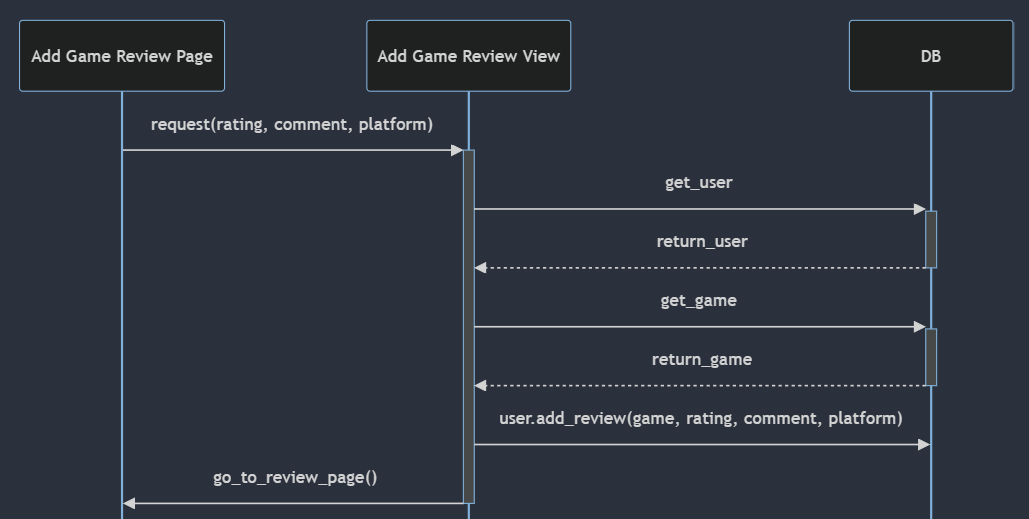 Add Game Review Page
Add Game Review View
DB
request(rating, comment, platform)
get_user
return_user
get_game
return_game
user.add_review(game, rating, comment, platform)
go_to_review_page()